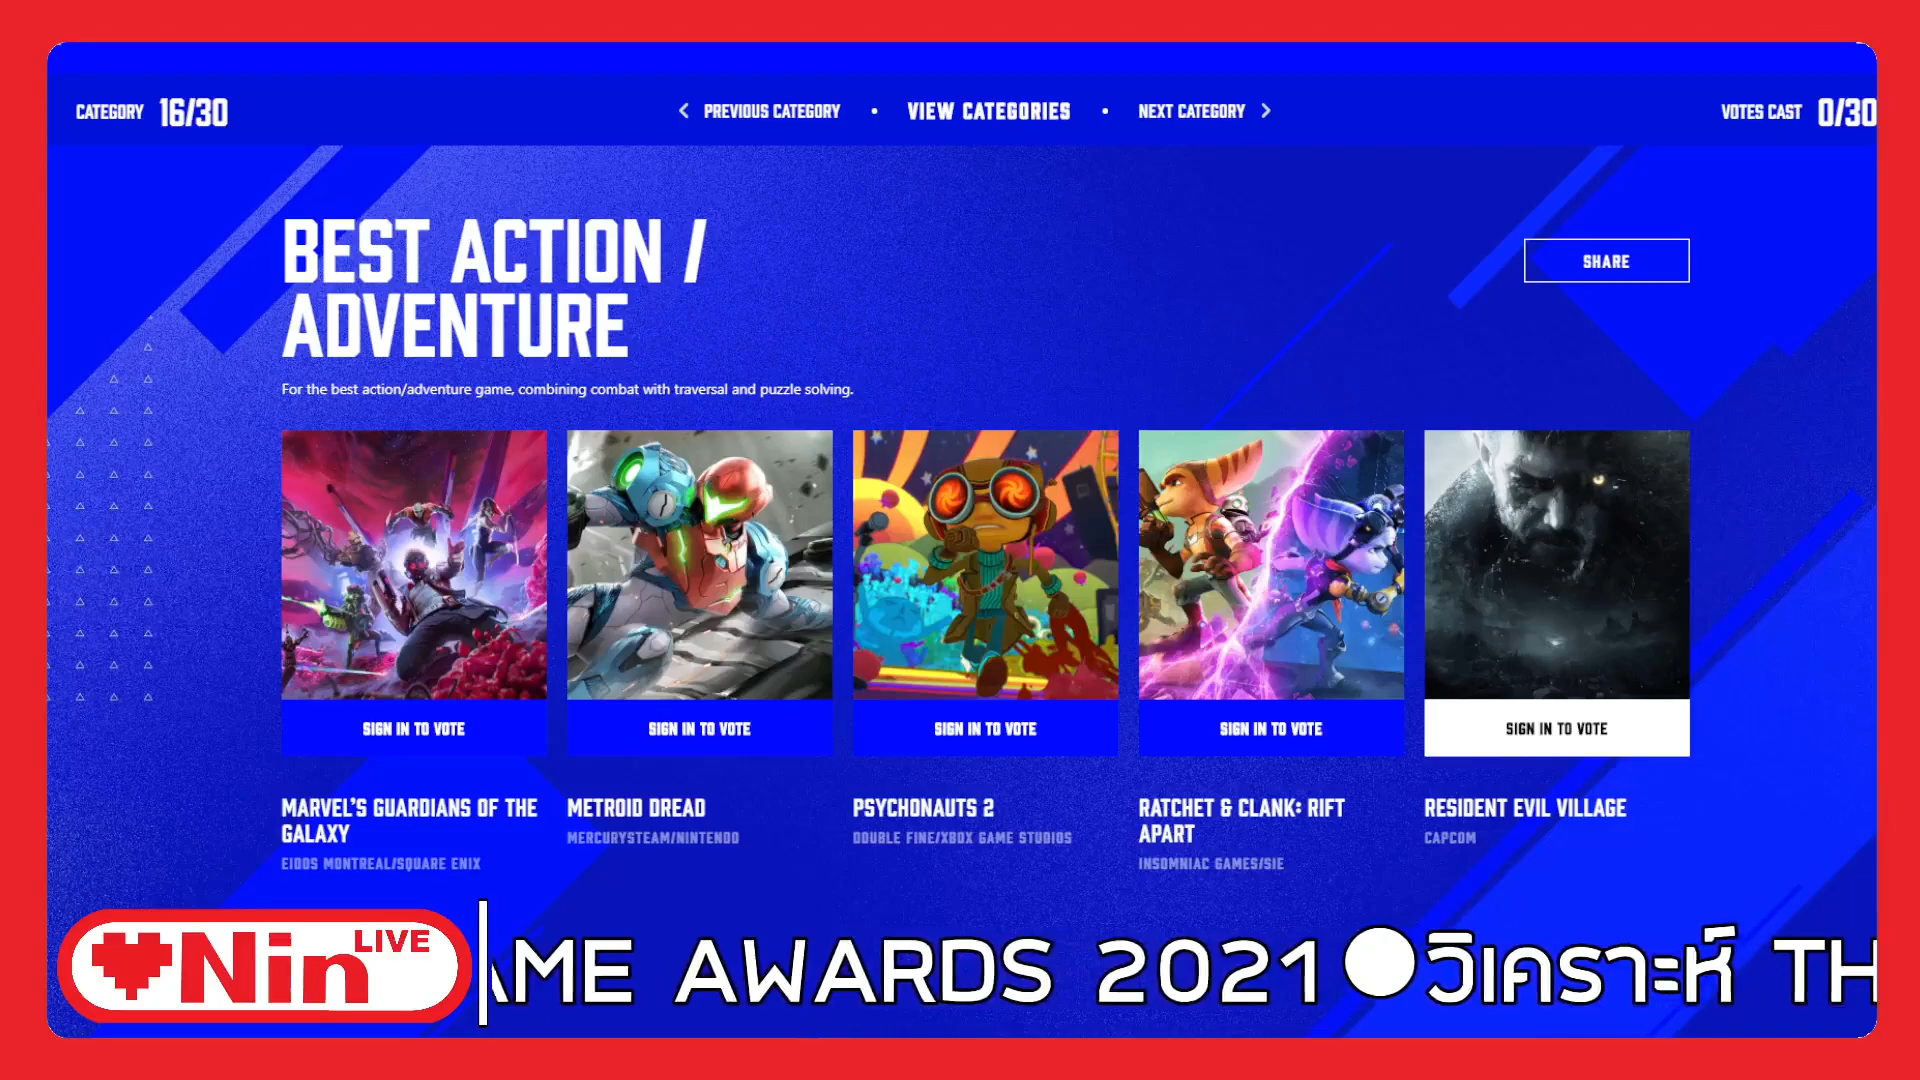 CATEGORY 16/30
PREVIOUS CATEGORY • VIEW CATEGORIES • NEXT CATEGORY
VOTES CAST 0/30
BEST ACTION /
ADVENTURE
SHARE
For the best action/adventure game, combining combat with traversal and puzzle solving.
SIGN IN TO VOTE
SIGN IN TO VOTE
SIGN IN TO VOTE
SIGN IN TO VOTE
SIGN IN TO VOTE
MARVEL'S GUARDIANS OF THE
GALAXY
EIDOS MONTREAL/SQUARE ENIX
METROID DREAD
MERCURYSTEAM/NINTENDO
PSYCHONAUTS 2
DOUBLE FINE/XBOX GAME STUDIOS
RATCHET & CLANK: RIFT
APART
INSOMNIAC GAMES/SIE
RESIDENT EVIL VILLAGE
CAPCOM
Nin LIVE
AME AWARDS 2021 ●วิเคราะห์ TH